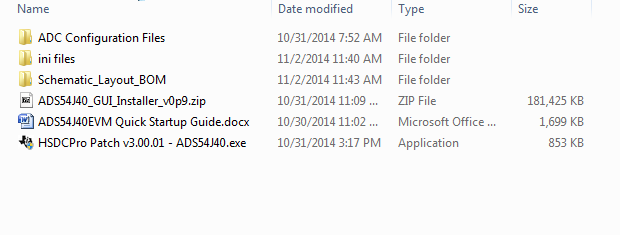 Name Date modified Type Size
ADC Configuration Files 10/31/2014 7:52 AM File folder
ini files 11/2/2014 11:40 AM File folder
Schematic_Layout_BOM 11/2/2014 11:43 AM File folder
ADS54J40_GUI_Installer_v0p9.zip 10/31/2014 11:09 ... ZIP File 181,425 KB
ADS54J40EVM Quick Startup Guide.docx 10/30/2014 11:02 ... Microsoft Office ... 1,699 KB
HSDCPro Patch v3.00.01 - ADS54J40.exe 10/31/2014 3:17 PM Application 853 KB